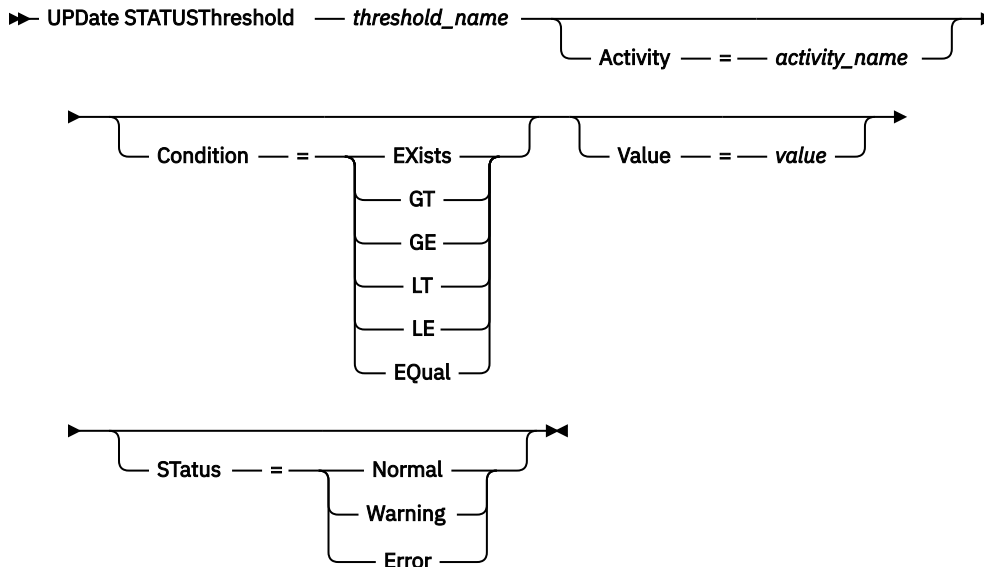 UPDate STATUSThreshold threshold_name
Activity = activity_name
Condition = EXists
Value = value
GT
GE
LT
LE
EQual
STatus = Normal
Warning
Error